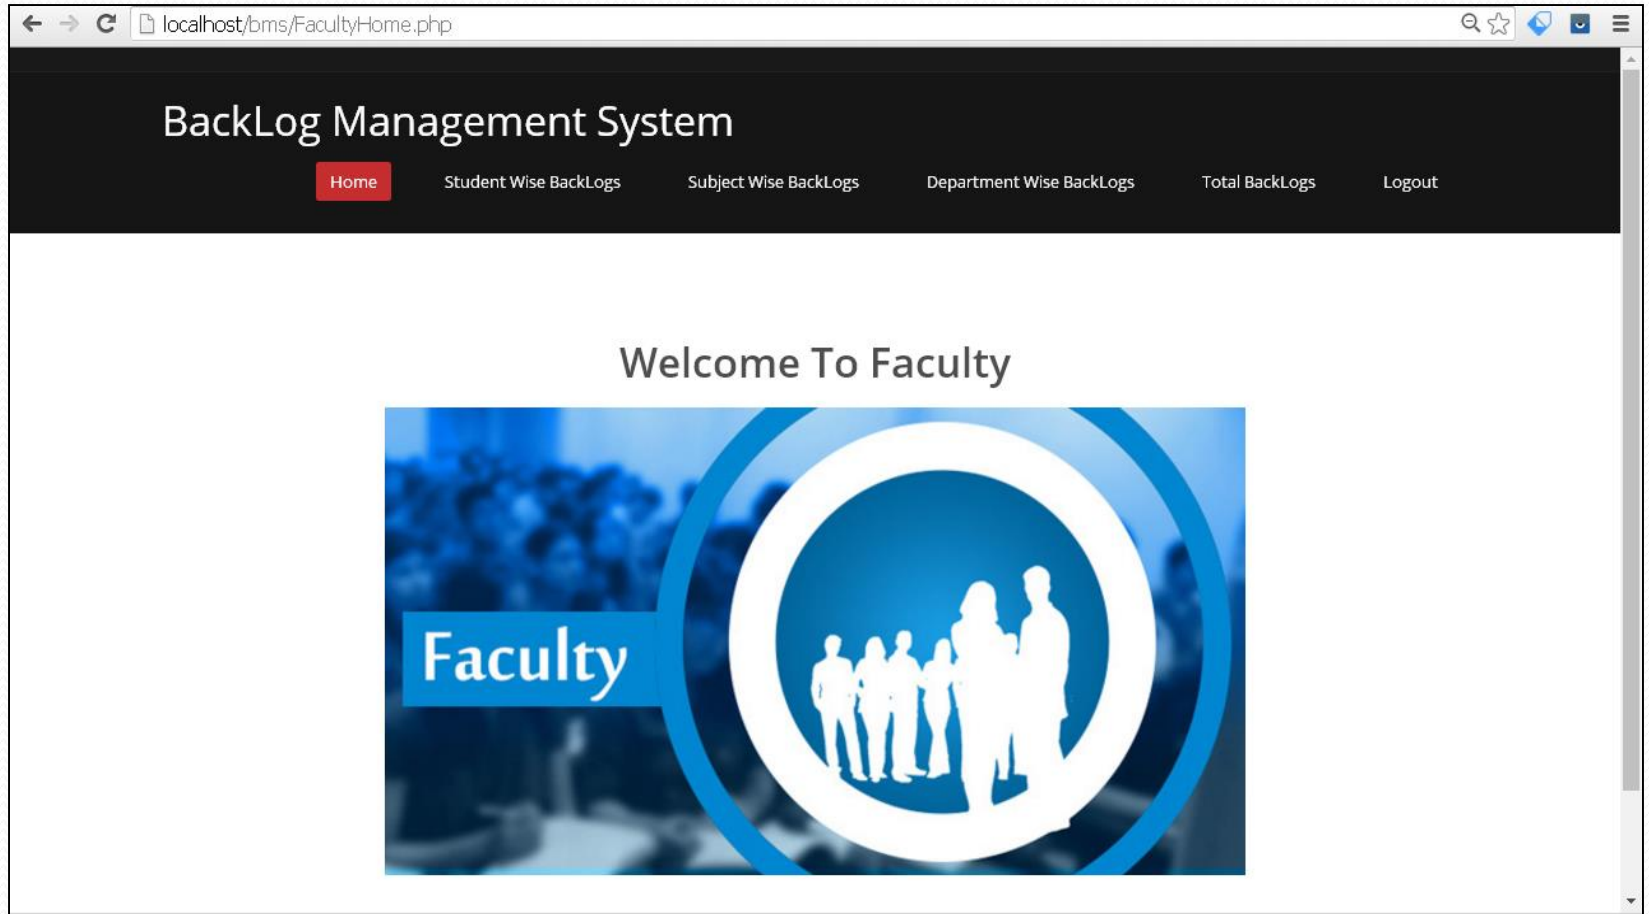 localhost/bms/FacultyHome.php
BackLog Management System
Home Student Wise BackLogs Subject Wise BackLogs Department Wise BackLogs Total BackLogs Logout
Welcome To Faculty
Faculty